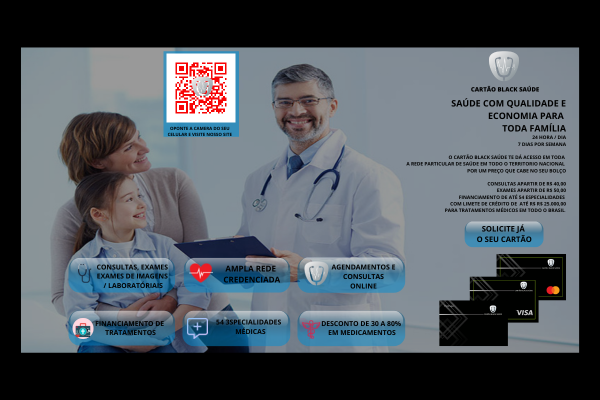 OPONTE A CAMERA DO SEU
CELULAR E VISITE NOSSO SITE
CARTÃO BLACK SAÚDE
SAÚDE COM QUALIDADE E
ECONOMIA PARA
TODA FAMÍLIA
24 HORA / DIA
7 DIAS POR SEMANA
O CARTÃO BLACK SAÚDE TE DÁ ACESSO EM TODA
A REDE PARTICULAR DE SAÚDE EM TODO O TERRITORIO NACIONAL
POR UM PREÇO QUE CABE NO SEU BOLÇO
CONSULTAS APARTIR DE R$ 40,00
EXAMES APARTIR DE R$ 50,00
FINANCIAMENTO DE ATÉ 54 ESPECIALIDADES
COM LIMETE DE CRÉDITO DE ATÉ R$ R$ 25.000,00
PARA TRATAMENTOS MÉDICOS EM TODO O BRASIL
SOLICITE JÁ
O SEU CARTÃO
CONSULTAS, EXAMES
EXAMES DE IMAGENS
/ LABORATÓRIAIS
AMPLA REDE
CREDENCIADA
AGENDAMENTOS E
CONSULTAS
ONLINE
FINANCIAMENTO DE
TRATAMENTOS
54 ESPECIALIDADES
MÉDICAS
DESCONTO DE 30 A 80%
EM MEDICAMENTOS
VISA